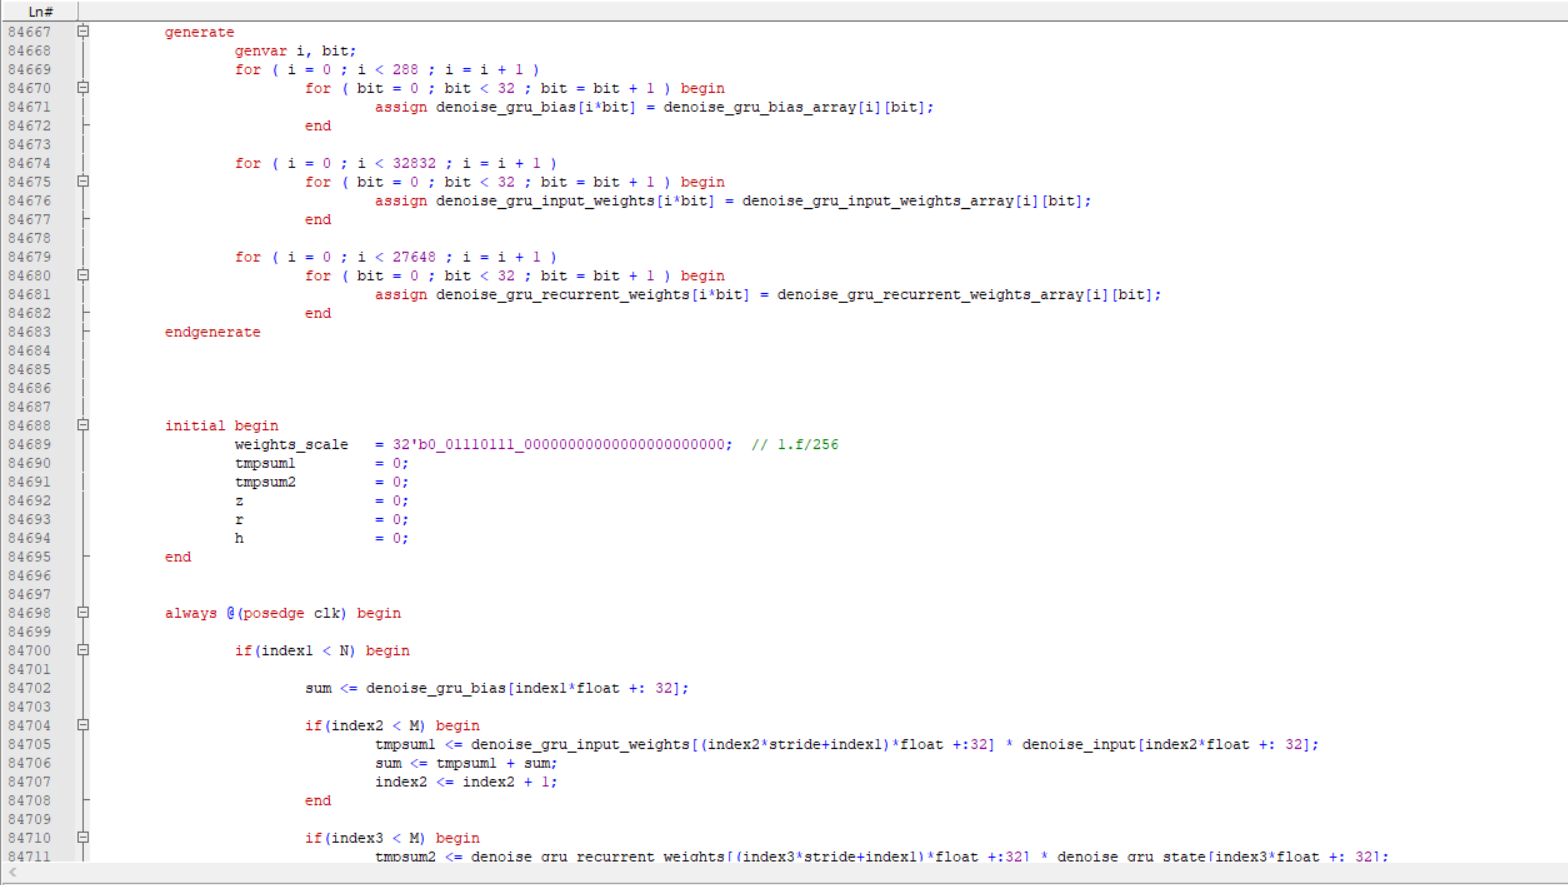 Ln#
84667 generate
84668 genvar i, bit;
84669 for ( i = 0 ; i < 288 ; i = i + 1 )
84670 for ( bit = 0 ; bit < 32 ; bit = bit + 1 ) begin
84671 assign denoise_gru_bias[i*bit] = denoise_gru_bias_array[i][bit];
84672 end
84673
84674 for ( i = 0 ; i < 32832 ; i = i + 1 )
84675 for ( bit = 0 ; bit < 32 ; bit = bit + 1 ) begin
84676 assign denoise_gru_input_weights[i*bit] = denoise_gru_input_weights_array[i][bit];
84677 end
84678
84679 for ( i = 0 ; i < 27648 ; i = i + 1 )
84680 for ( bit = 0 ; bit < 32 ; bit = bit + 1 ) begin
84681 assign denoise_gru_recurrent_weights[i*bit] = denoise_gru_recurrent_weights_array[i][bit];
84682 end
84683 endgenerate
84684
84685
84686
84687
84688 initial begin
84689 weights_scale = 32'b0_01110111_00000000000000000000000; // 1.f/256
84690 tmpsum1 = 0;
84691 tmpsum2 = 0;
84692 z = 0;
84693 r = 0;
84694 h = 0;
84695 end
84696
84697
84698 always @(posedge clk) begin
84699
84700 if(index1 < N) begin
84701
84702 sum <= denoise_gru_bias[index1*float +: 32];
84703
84704 if(index2 < M) begin
84705 tmpsum1 <= denoise_gru_input_weights[(index2*stride+index1)*float +:32] * denoise_input[index2*float +: 32];
84706 sum <= tmpsum1 + sum;
84707 index2 <= index2 + 1;
84708 end
84709
84710 if(index3 < M) begin
84711 tmpsum2 <= denoise_gru_recurrent_weights[(index3*stride+index1)*float +:32] * denoise_gru_state[index3*float +: 32];